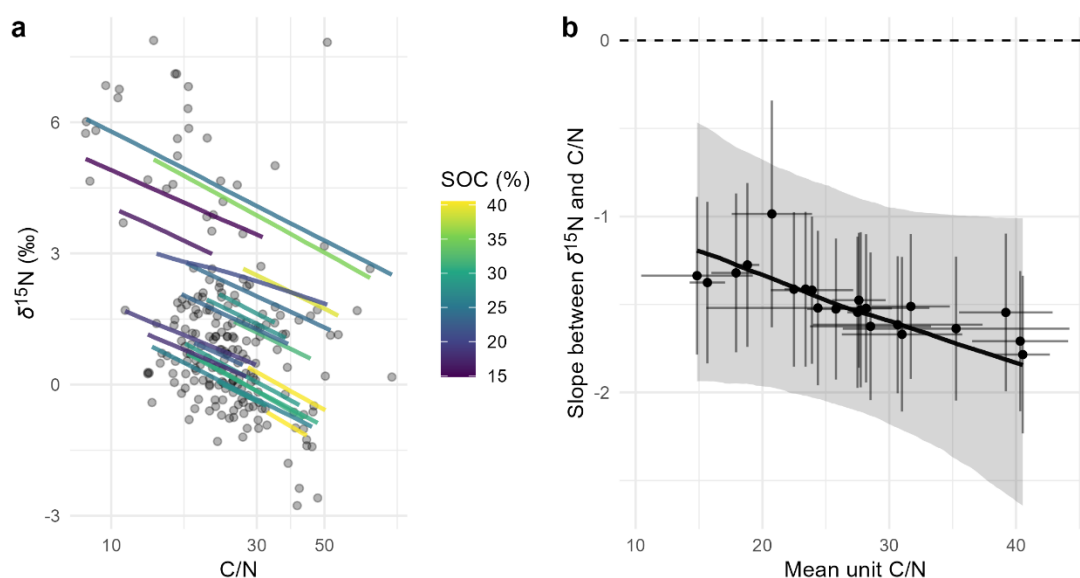 a
δ¹⁵N (‰)
6
3
0
-3
10
30
50
C/N
SOC (%)
40
35
30
25
20
15
b
Slope between δ¹⁵N and C/N
0
-1
-2
10
20
30
40
Mean unit C/N